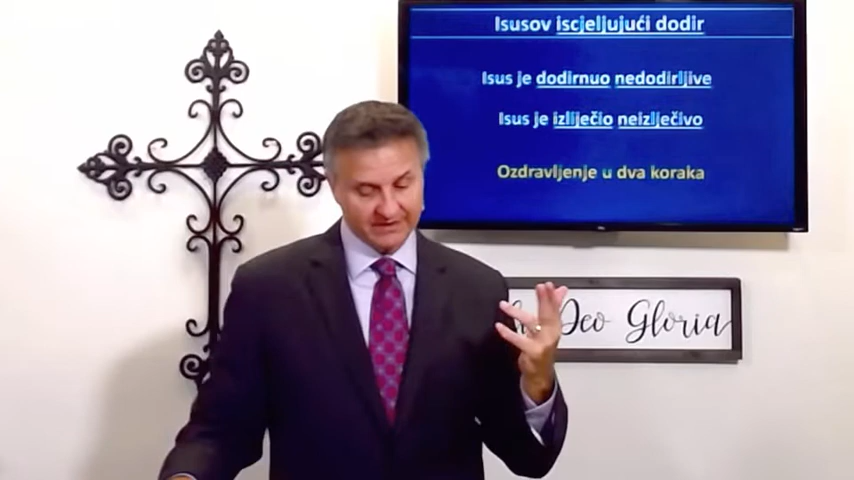 Isusov iscjeljujući dodir
Isus je dodirnuo nedodirljive
Isus je izliječio neizlječivo
Ozdravljenje u dva koraka
Deo Gloria